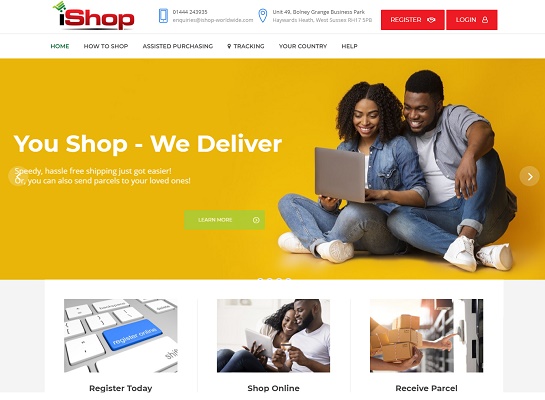 iShop
01444 243935
enquiries@ishop-worldwide.com
Unit 49, Bolney Grange Business Park
Haywards Heath, West Sussex RH17 5PB
REGISTER
LOGIN
HOME
HOW TO SHOP
ASSISTED PURCHASING
TRACKING
YOUR COUNTRY
HELP
You Shop - We Deliver
Speedy, hassle free shipping just got easier!
Or, you can also send parcels to your loved ones!
LEARN MORE
register online
shift
Register Today
Shop Online
Receive Parcel